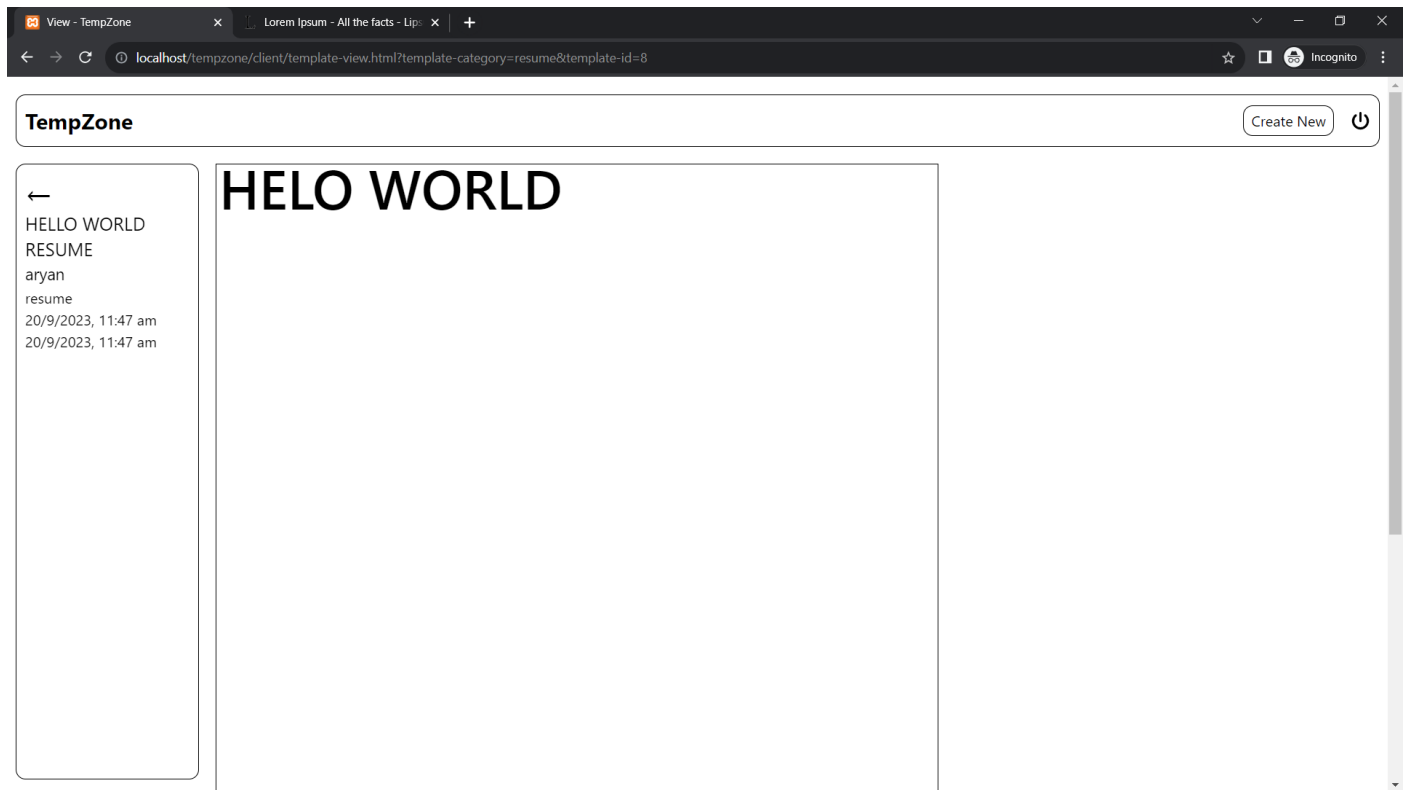 View - TempZone
Lorem Ipsum - All the facts - Lips
localhost/tempzone/client/template-view.html?template-category=resume&template-id=8
Incognito
TempZone
Create New
HELLO WORLD
RESUME
aryan
resume
20/9/2023, 11:47 am
20/9/2023, 11:47 am
HELO WORLD